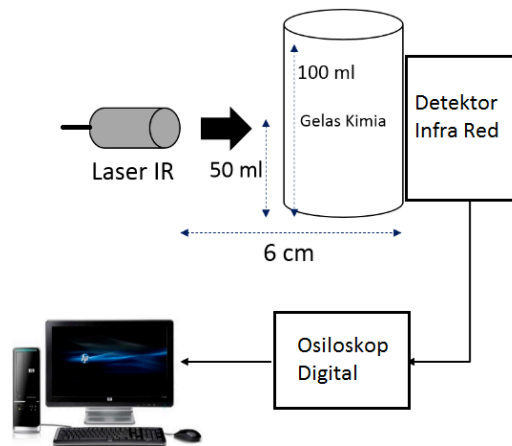 100 ml
Gelas Kimia
Detektor
Infra Red
Laser IR
50 ml
6 cm
Osiloskop
Digital